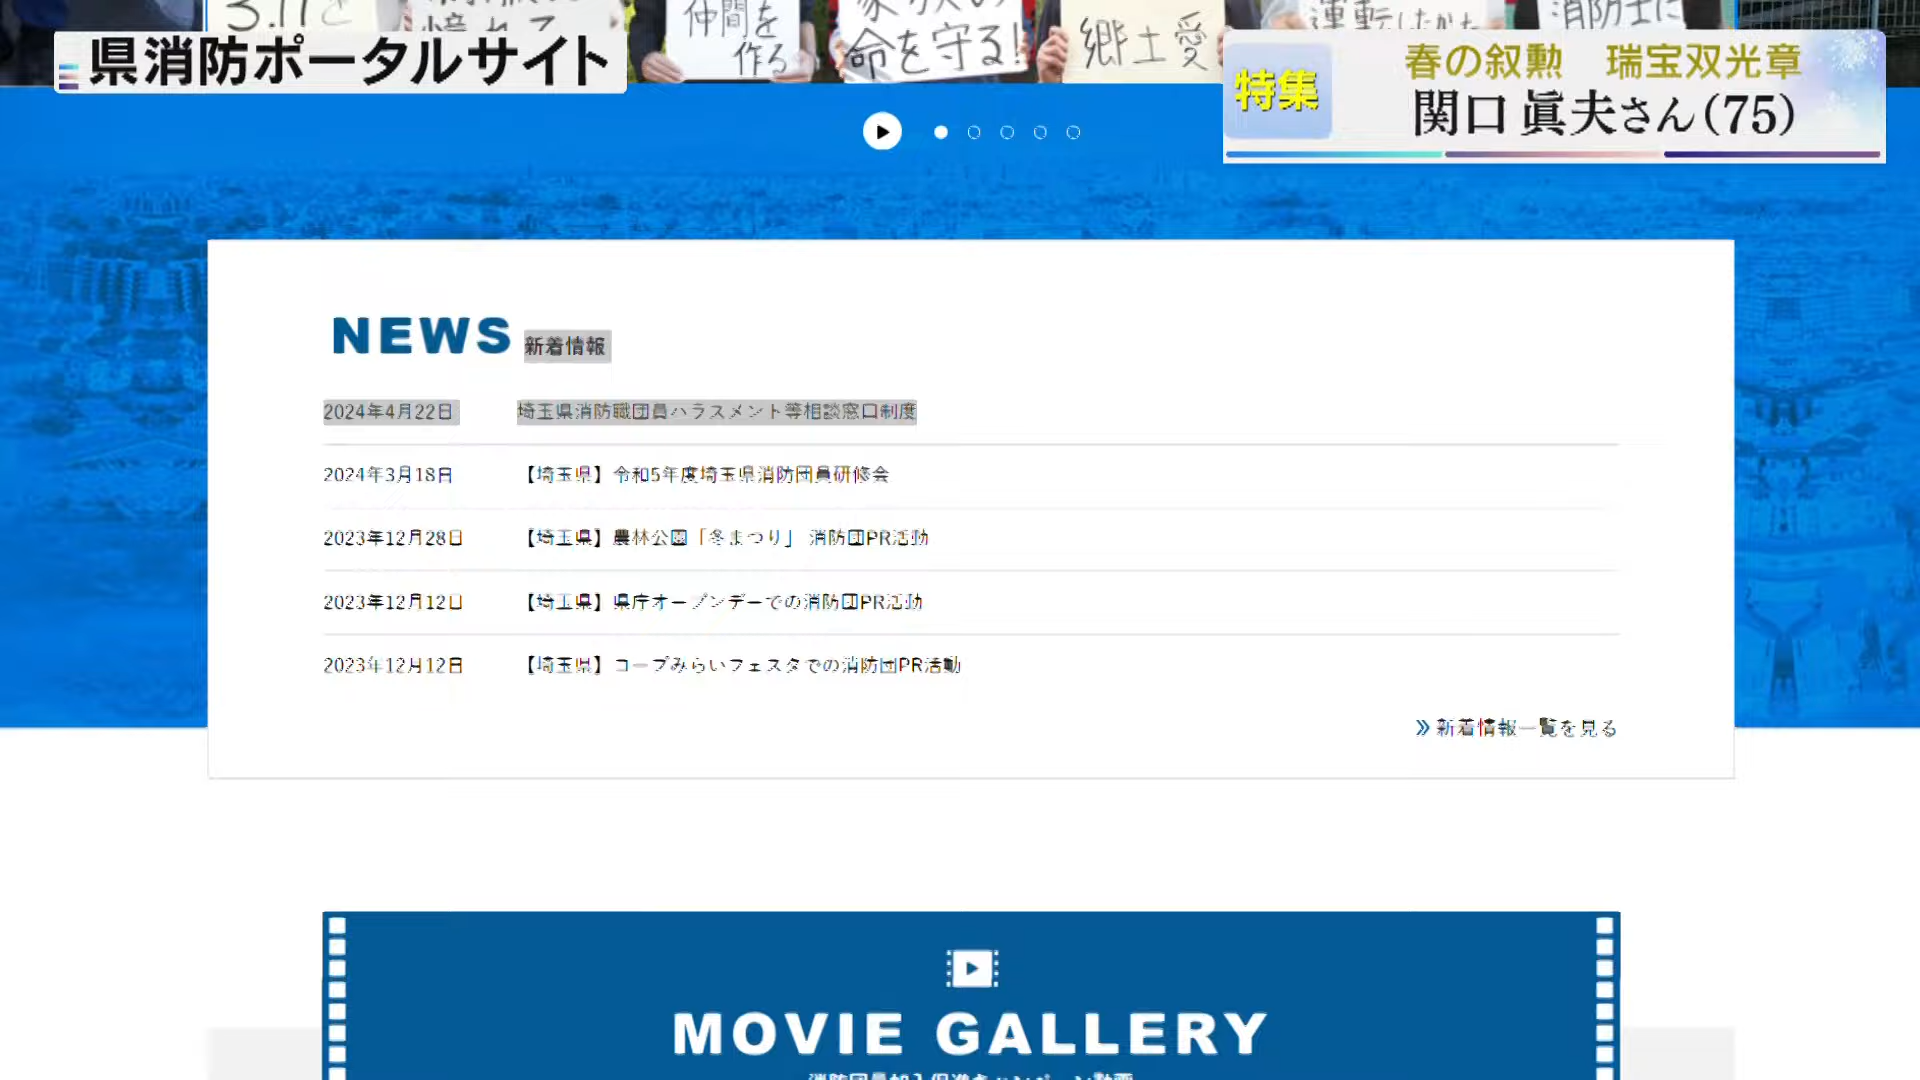 仲間を
作る
命を守る!
郷土愛
県消防ポータルサイト
特集
春の叙勲 瑞宝双光章
関口 眞夫さん(75)
NEWS 新着情報
2024年4月22日 埼玉県消防職団員ハラスメント等相談窓口制度
2024年3月18日 【埼玉県】令和5年度埼玉県消防団員研修会
2023年12月28日 【埼玉県】農林公園「冬まつり」 消防団PR活動
2023年12月12日 【埼玉県】県庁オープンデーでの消防団PR活動
2023年12月12日 【埼玉県】コープみらいフェスタでの消防団PR活動
» 新着情報一覧を見る
MOVIE GALLERY